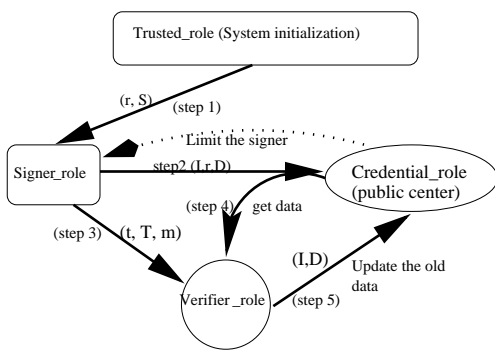 Trusted_role (System initialization)
(r, S)
(step 1)
Limit the signer
Signer_role
step2 (I,r,D)
Credential_role
(public center)
(step 4)
get data
(step 3)
(t, T, m)
(I,D)
Update the old
data
Verifier_role
(step 5)